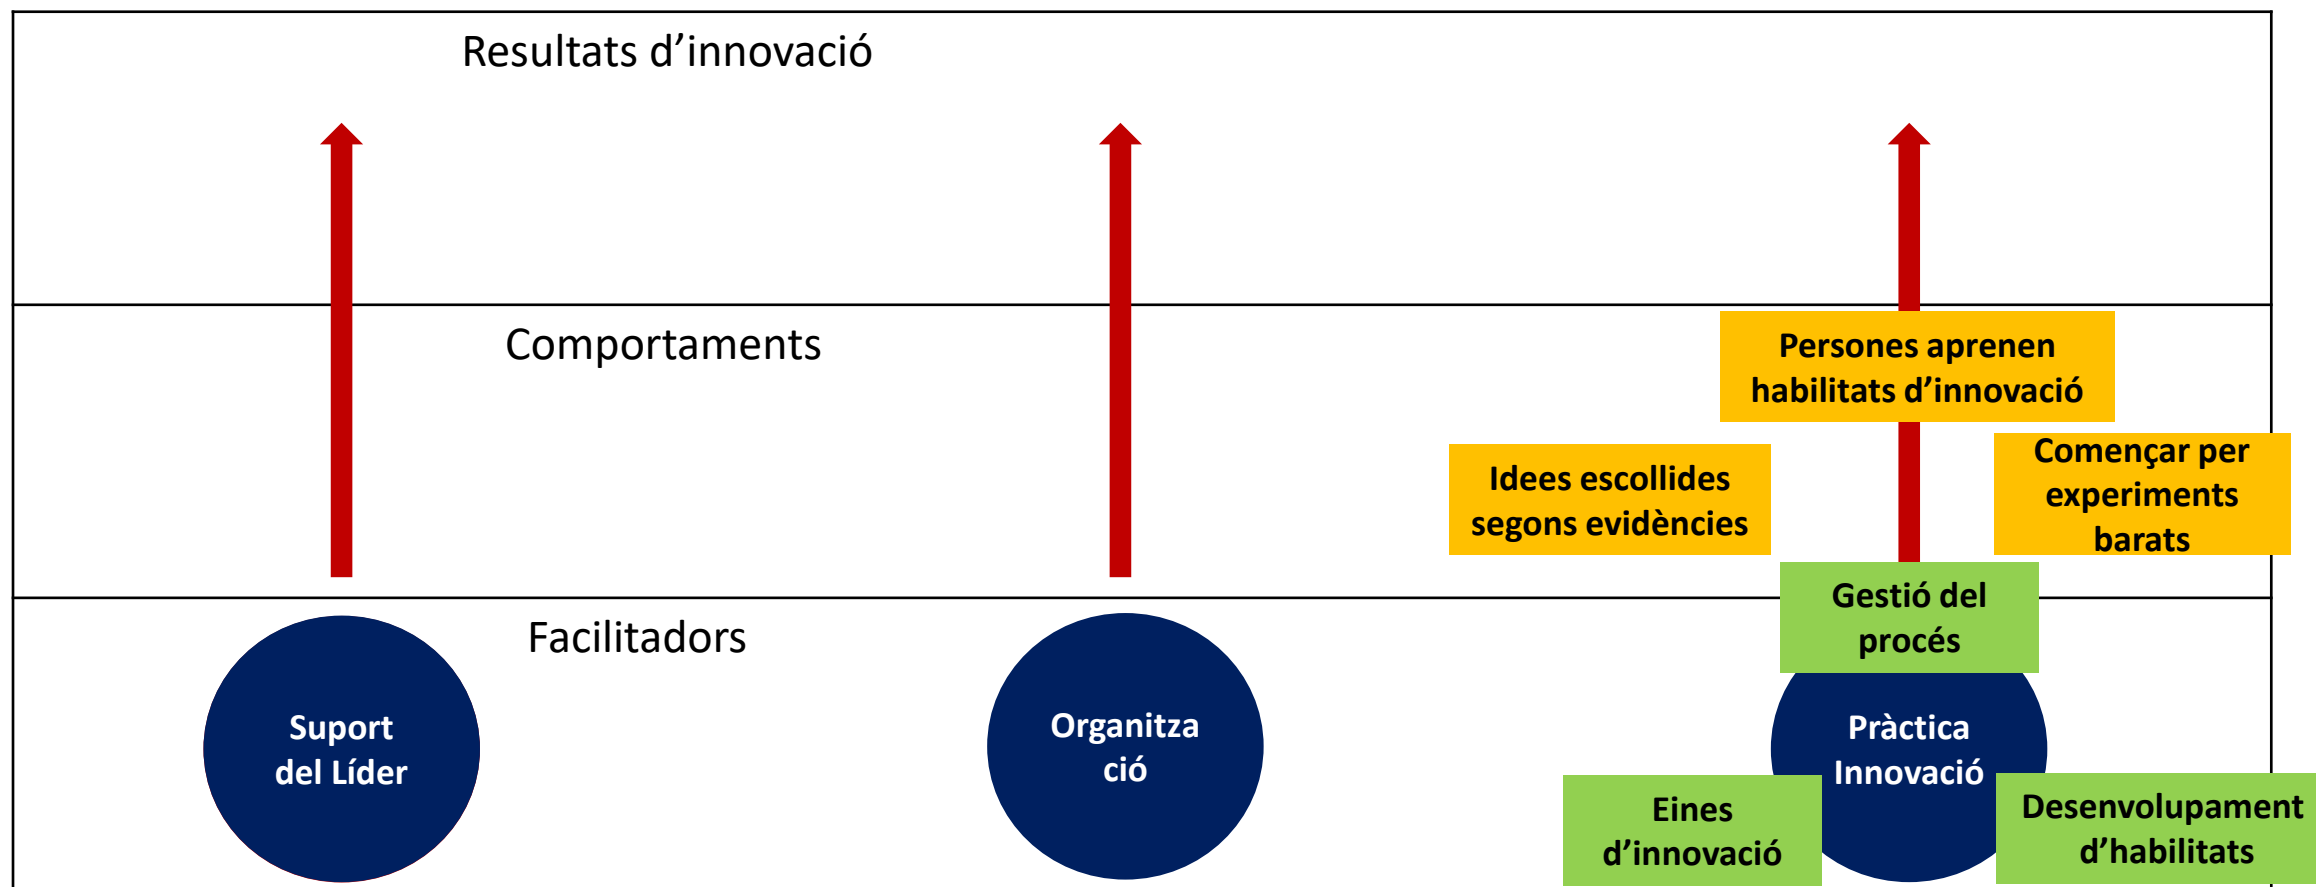 Resultats d’innovació
Comportaments
Persones aprenen
habilitats d’innovació
Idees escollides
segons evidències
Començar per
experiments
barats
Facilitadors
Gestió del
procés
Suport
del Líder
Organitza
ció
Pràctica
Innovació
Eines
d’innovació
Desenvolupament
d’habilitats